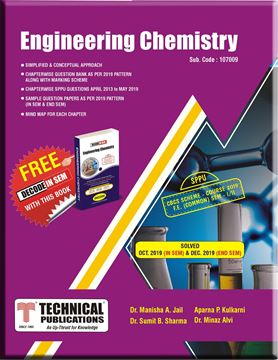 Engineering Chemistry
Sub. Code : 107009
SIMPLIFIED & CONCEPTUAL APPROACH
CHAPTERWISE QUESTION BANK AS PER 2019 PATTERN
ALONG WITH MARKING SCHEME
CHAPTERWISE SPPU QUESTIONS APRIL 2013 to MAY 2019
SAMPLE QUESTION PAPERS AS PER 2019 PATTERN
(IN SEM & END SEM)
MIND MAP FOR EACH CHAPTER
FREE
DECODE IN SEM
WITH THIS BOOK
Engineering Chemistry
SPPU
CBCS SCHEME - COURSE 2019
F.E. (COMMON) SEM - I/II
SOLVED
OCT. 2019 (IN SEM) & DEC. 2019 (END SEM)
TECHNICAL
PUBLICATIONS
SINCE 1993
An Up-Thrust for Knowledge
Dr. Manisha A. Jail
Aparna P. Kulkarni
Dr. Sumit B. Sharma
Dr. Minaz Alvi